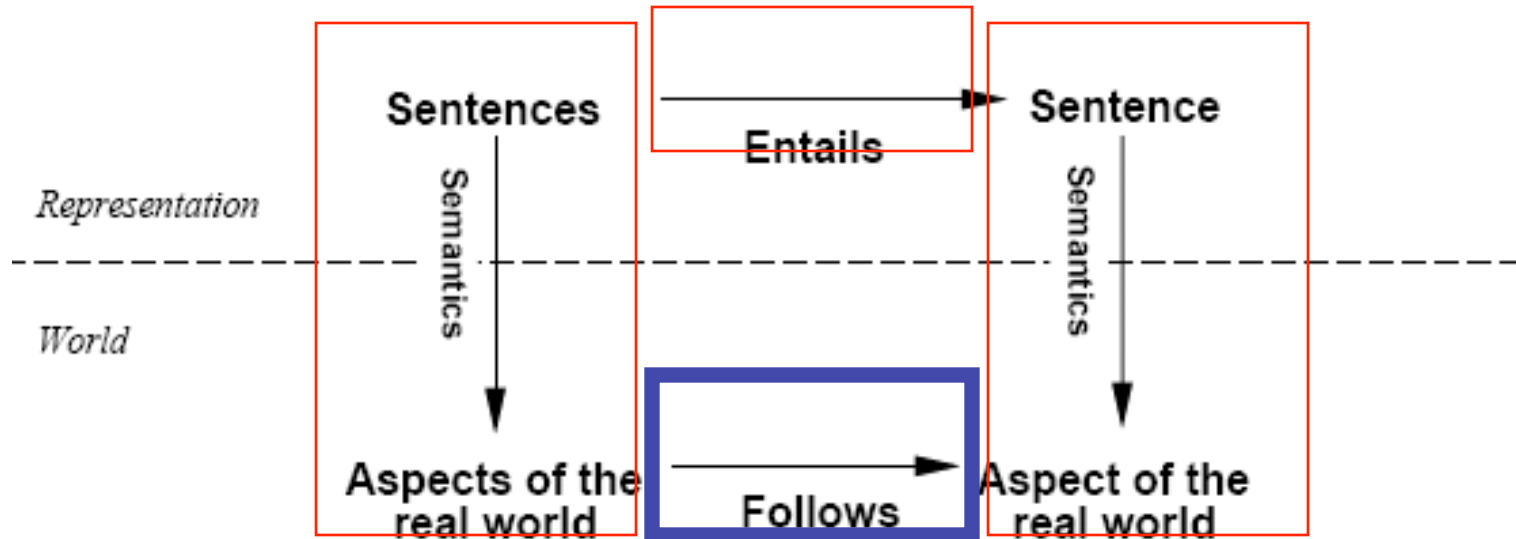 Sentences
Entails
Sentence
Semantics
Semantics
Representation
World
Aspects of the
real world
Follows
Aspect of the
real world